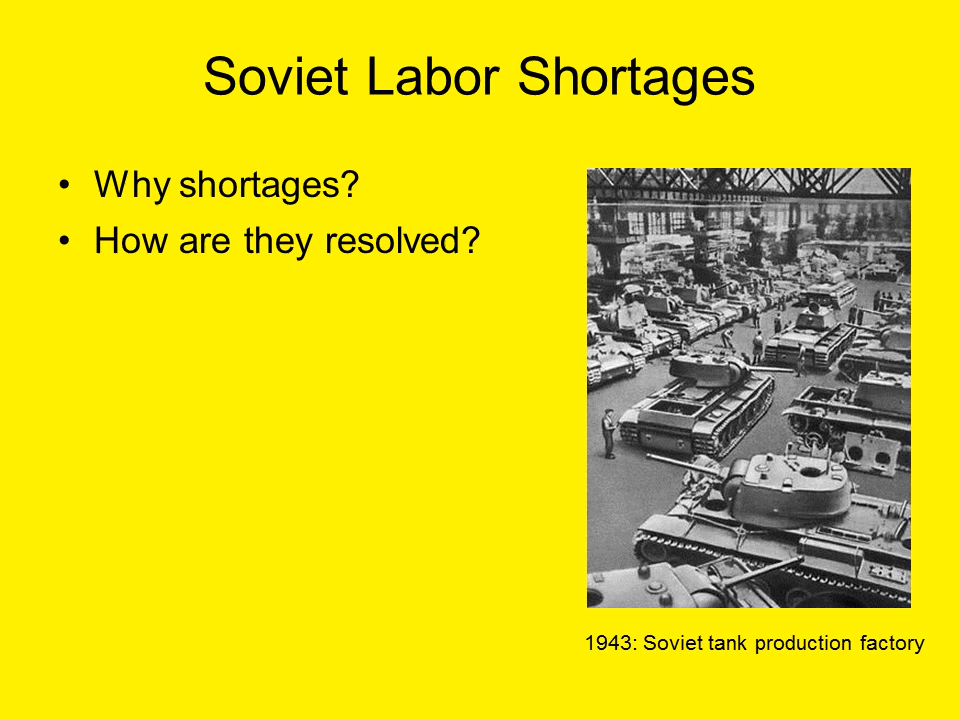 Soviet Labor Shortages
• Why shortages?
• How are they resolved?
1943: Soviet tank production factory